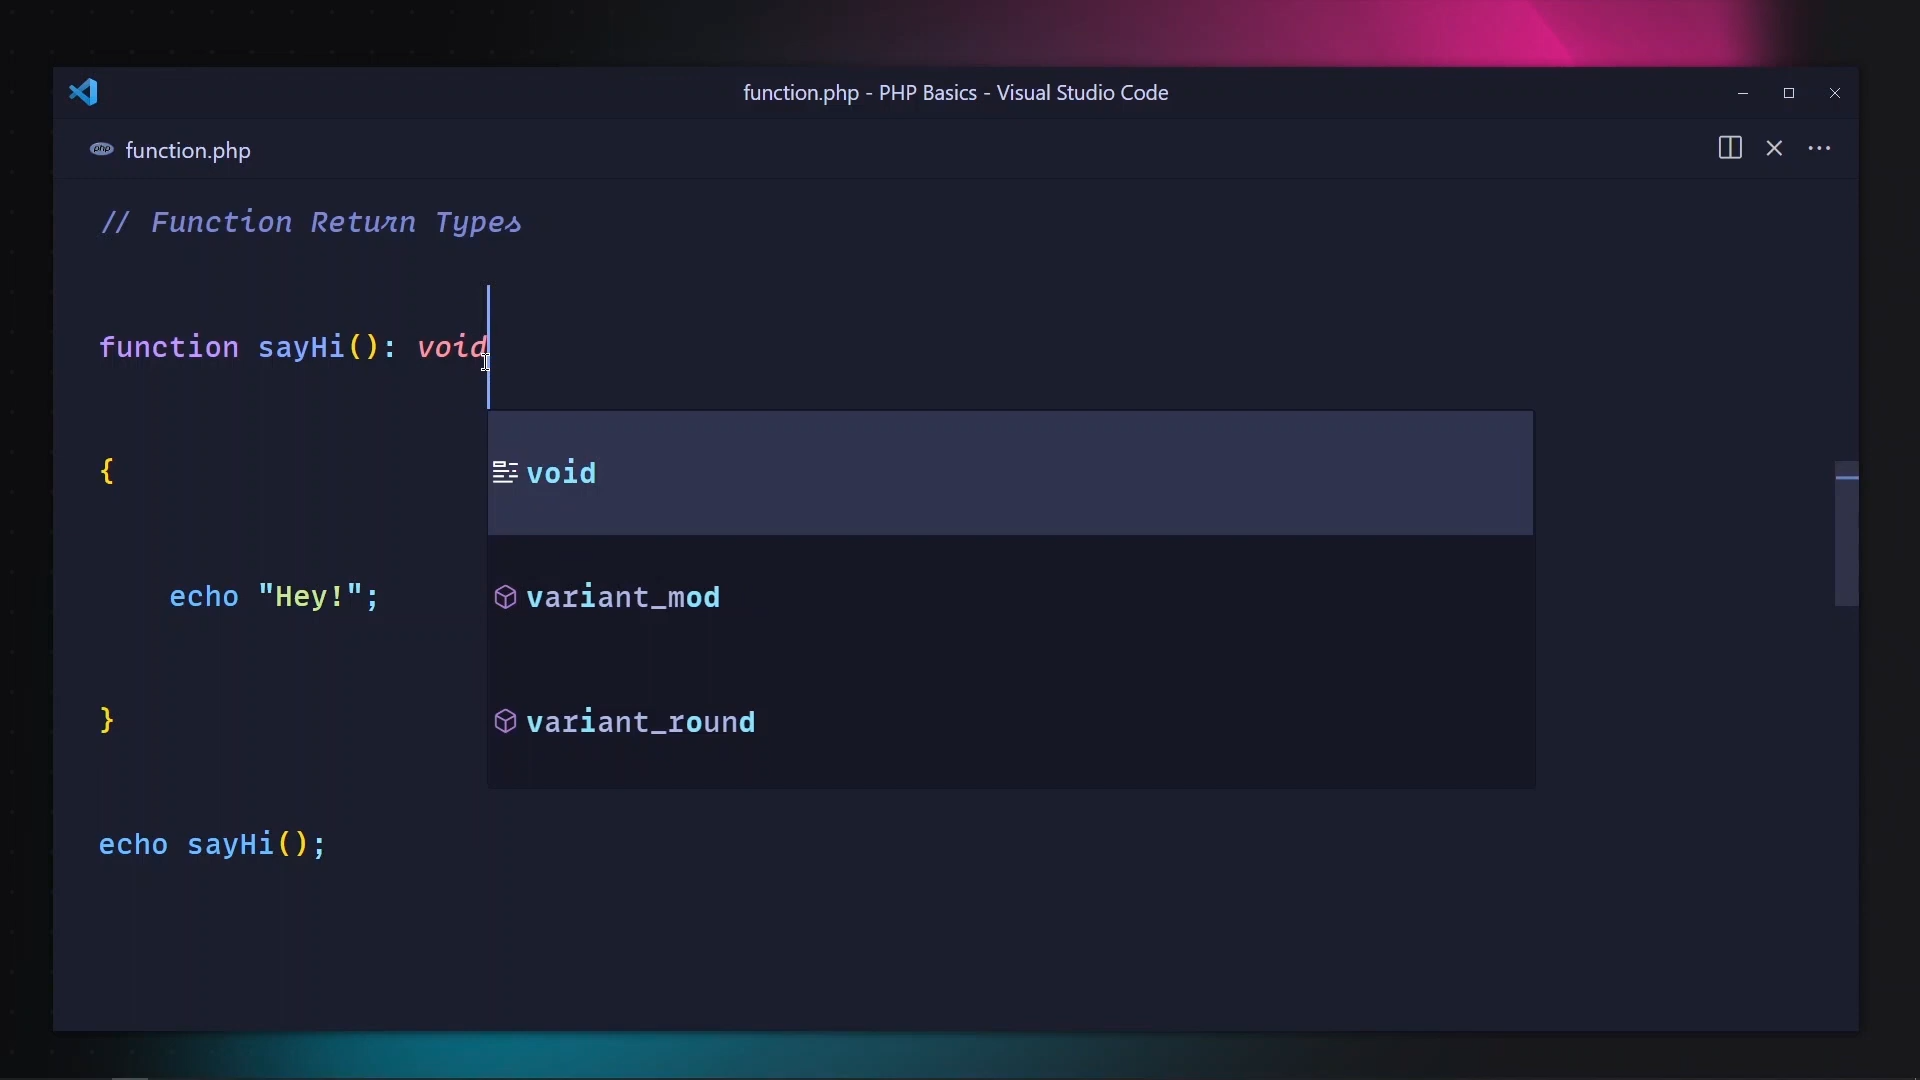 function.php - PHP Basics - Visual Studio Code
php function.php
// Function Return Types
function sayHi(): void
{
void
echo "Hey!";
variant_mod
}
variant_round
echo sayHi();